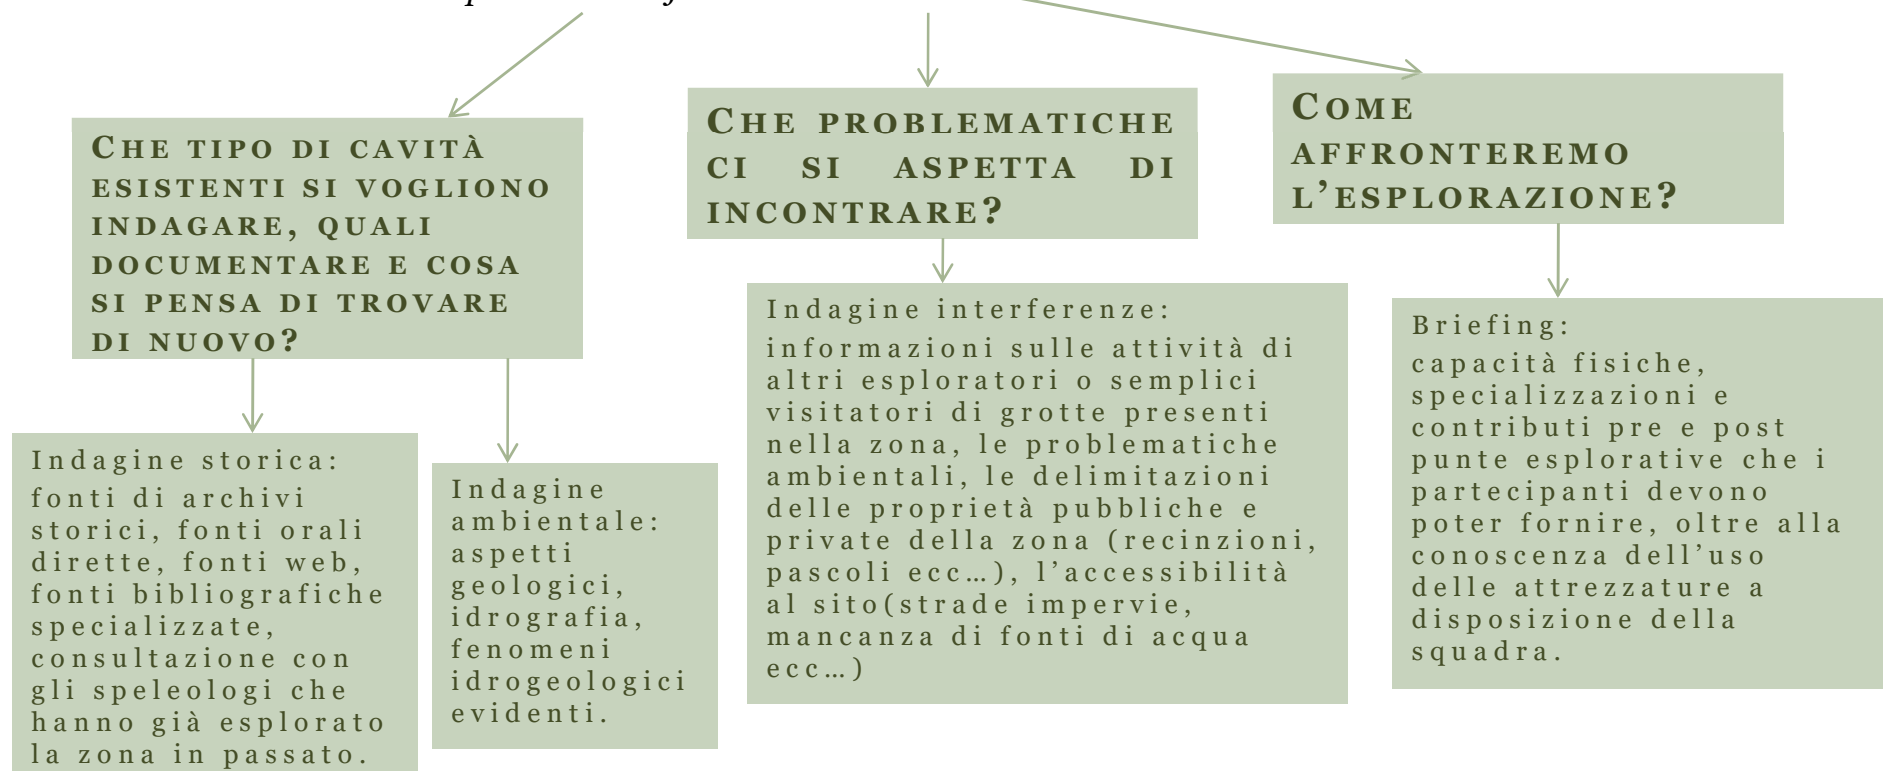 CHE TIPO DI CAVITÀ
ESISTENTI SI VOGLIONO
INDAGARE, QUALI
DOCUMENTARE E COSA
SI PENSA DI TROVARE
DI NUOVO?
Indagine storica:
fonti di archivi
storici, fonti orali
dirette, fonti web,
fonti bibliografiche
specializzate,
consultazione con
gli speleologi che
hanno già esplorato
la zona in passato.
Indagine
ambientale:
aspetti
geologici,
idrografia,
fenomeni
idrogeologici
evidenti.
CHE PROBLEMATICHE
CI SI ASPETTA DI
INCONTRARE?
Indagine interferenze:
informazioni sulle attività di
altri esploratori o semplici
visitatori di grotte presenti
nella zona, le problematiche
ambientali, le delimitazioni
delle proprietà pubbliche e
private della zona (recinzioni,
pascoli ecc…), l’accessibilità
al sito(strade impervie,
mancanza di fonti di acqua
ecc…)
COME
AFFRONTEREMO
L’ESPLORAZIONE?
Briefing:
capacità fisiche,
specializzazioni e
contributi pre e post
punte esplorative che i
partecipanti devono
poter fornire, oltre alla
conoscenza dell’uso
delle attrezzature a
disposizione della
squadra.